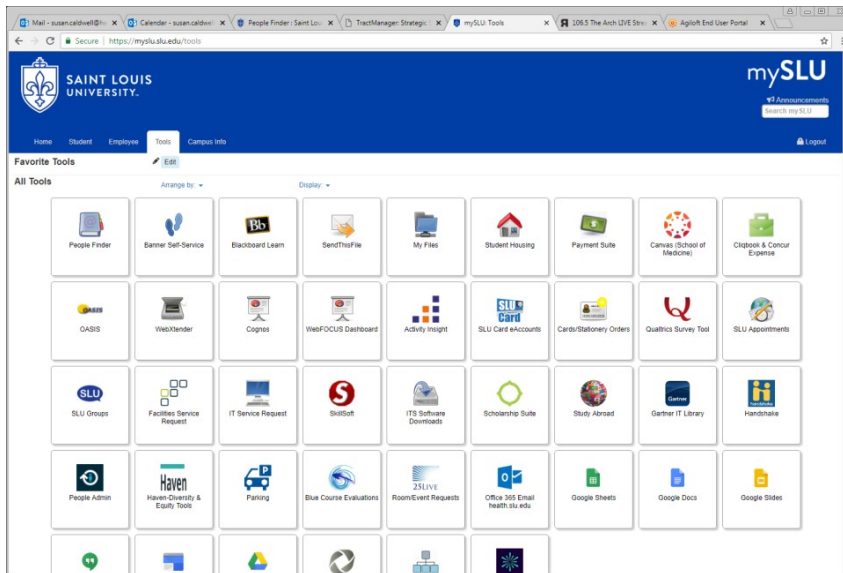 Mail - susan.caldwell@he
Calendar - susan.caldwel
People Finder : Saint Lou
TractManager: Strategic
mySLU: Tools
106.5 The Arch LIVE Stre
Agiloft End User Portal
Secure
https://myslu.slu.edu/tools
SAINT LOUIS
UNIVERSITY.
mySLU
Announcements
Search mySLU
Home Student Employee Tools Campus Info
Logout
Favorite Tools
Edit
All Tools
Arrange by:
Display:
People Finder
Banner Self-Service
Bb
Blackboard Learn
SendThisFile
My Files
Student Housing
Payment Suite
Canvas (School of
Medicine)
Cliqbook & Concur
Expense
OASIS
OASIS
WebXtender
Cognos
WebFOCUS Dashboard
Activity Insight
SLU
Card
SLU Card eAccounts
Cards/Stationery Orders
Qualtrics Survey Tool
SLU Appointments
SLU
SLU Groups
Facilities Service
Request
IT Service Request
SkillSoft
ITS Software
Downloads
Scholarship Suite
Study Abroad
Gartner
Gartner IT Library
handshake
Handshake
People Admin
Haven
Haven-Diversity &
Equity Tools
P
Parking
Blue Course Evaluations
25LIVE
Room/Event Requests
Office 365 Email
health.slu.edu
Google Sheets
Google Docs
Google Slides